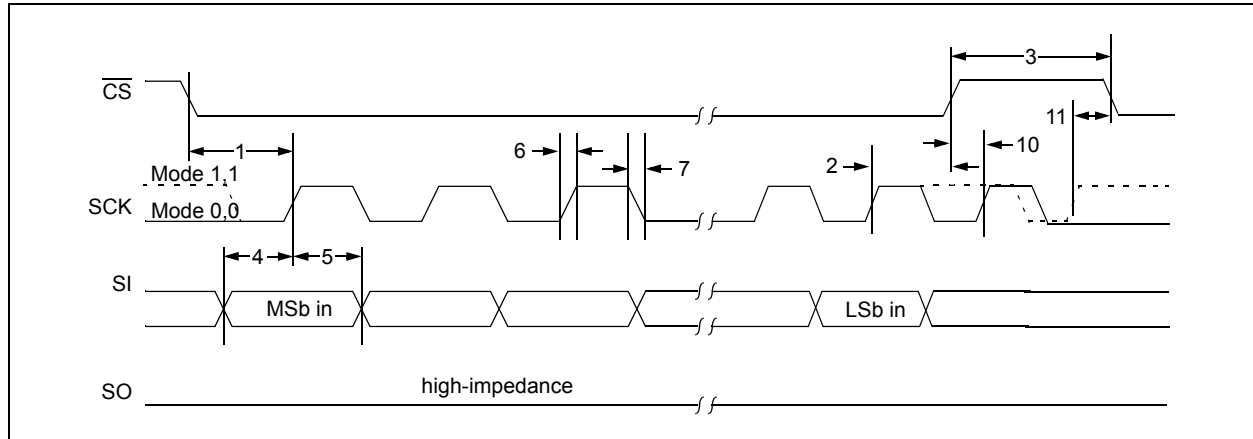 3
CS
11
1
6
10
Mode 1,1
2
7
SCK
Mode 0,0
4
5
SI
MSb in
LSb in
high-impedance
SO